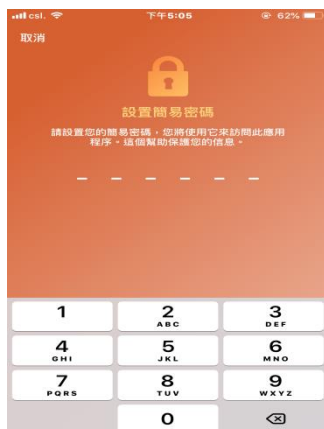 csl. 下午5:05 62%
取消
設置簡易密碼
請設置您的簡易密碼，您將使用它來訪問此應用
程序。這個幫助保護您的信息。
1 2 3
ABC DEF
4 5 6
GHI JKL MNO
7 8 9
PQRS TUV WXYZ
0